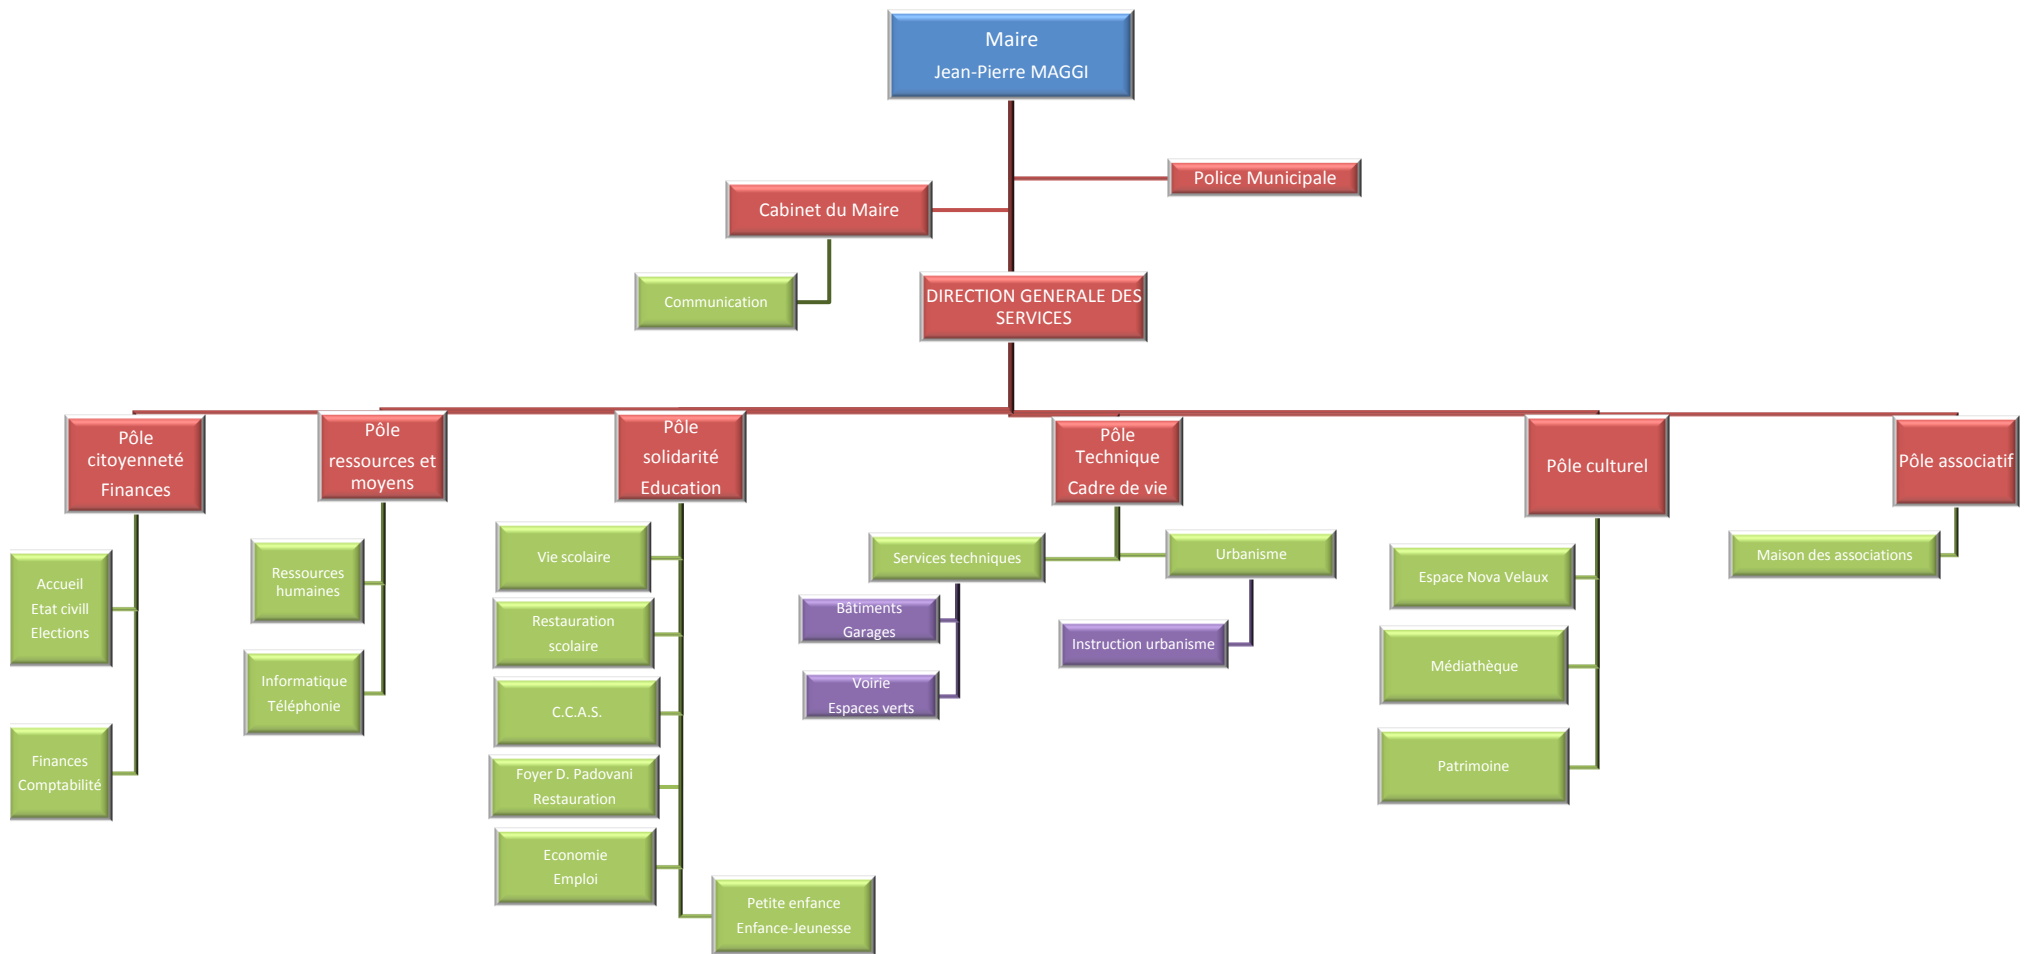 Maire
Jean-Pierre MAGGI
Police Municipale
Cabinet du Maire
Communication
DIRECTION GENERALE DES
SERVICES
Pôle
citoyenneté
Finances
Accueil
Etat civill
Elections
Finances
Comptabilité
Pôle
ressources et
moyens
Ressources
humaines
Informatique
Téléphonie
Pôle
solidarité
Education
Vie scolaire
Restauration
scolaire
C.C.A.S.
Foyer D. Padovani
Restauration
Economie
Emploi
Petite enfance
Enfance-Jeunesse
Pôle
Technique
Cadre de vie
Services techniques
Bâtiments
Garages
Voirie
Espaces verts
Urbanisme
Instruction urbanisme
Pôle culturel
Espace Nova Velaux
Médiathèque
Patrimoine
Pôle associatif
Maison des associations